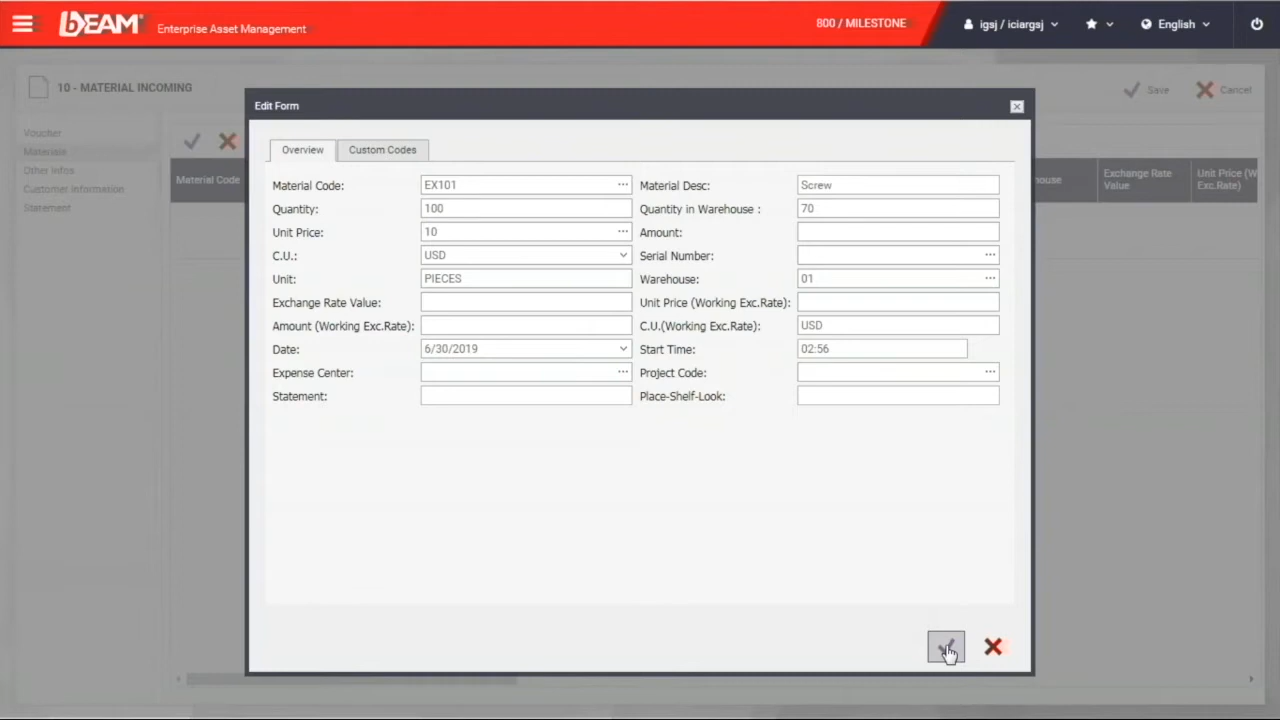 bEAM Enterprise Asset Management 800 / MILESTONE igsj / iciargsj English
10 - MATERIAL INCOMING Save Cancel
Voucher
Materials
Other Infos
Customer Information
Statement
Material Code
Exchange Rate
Value
Unit Price (W
Exc.Rate)
Edit Form
Overview Custom Codes
Material Code: EX101 ... Material Desc: Screw
Quantity: 100 Quantity in Warehouse : 70
Unit Price: 10 ... Amount:
C.U.: USD Serial Number: ...
Unit: PIECES Warehouse: 01 ...
Exchange Rate Value: Unit Price (Working Exc.Rate):
Amount (Working Exc.Rate): C.U.(Working Exc.Rate): USD
Date: 6/30/2019 Start Time: 02:56
Expense Center: ... Project Code: ...
Statement: Place-Shelf-Look: